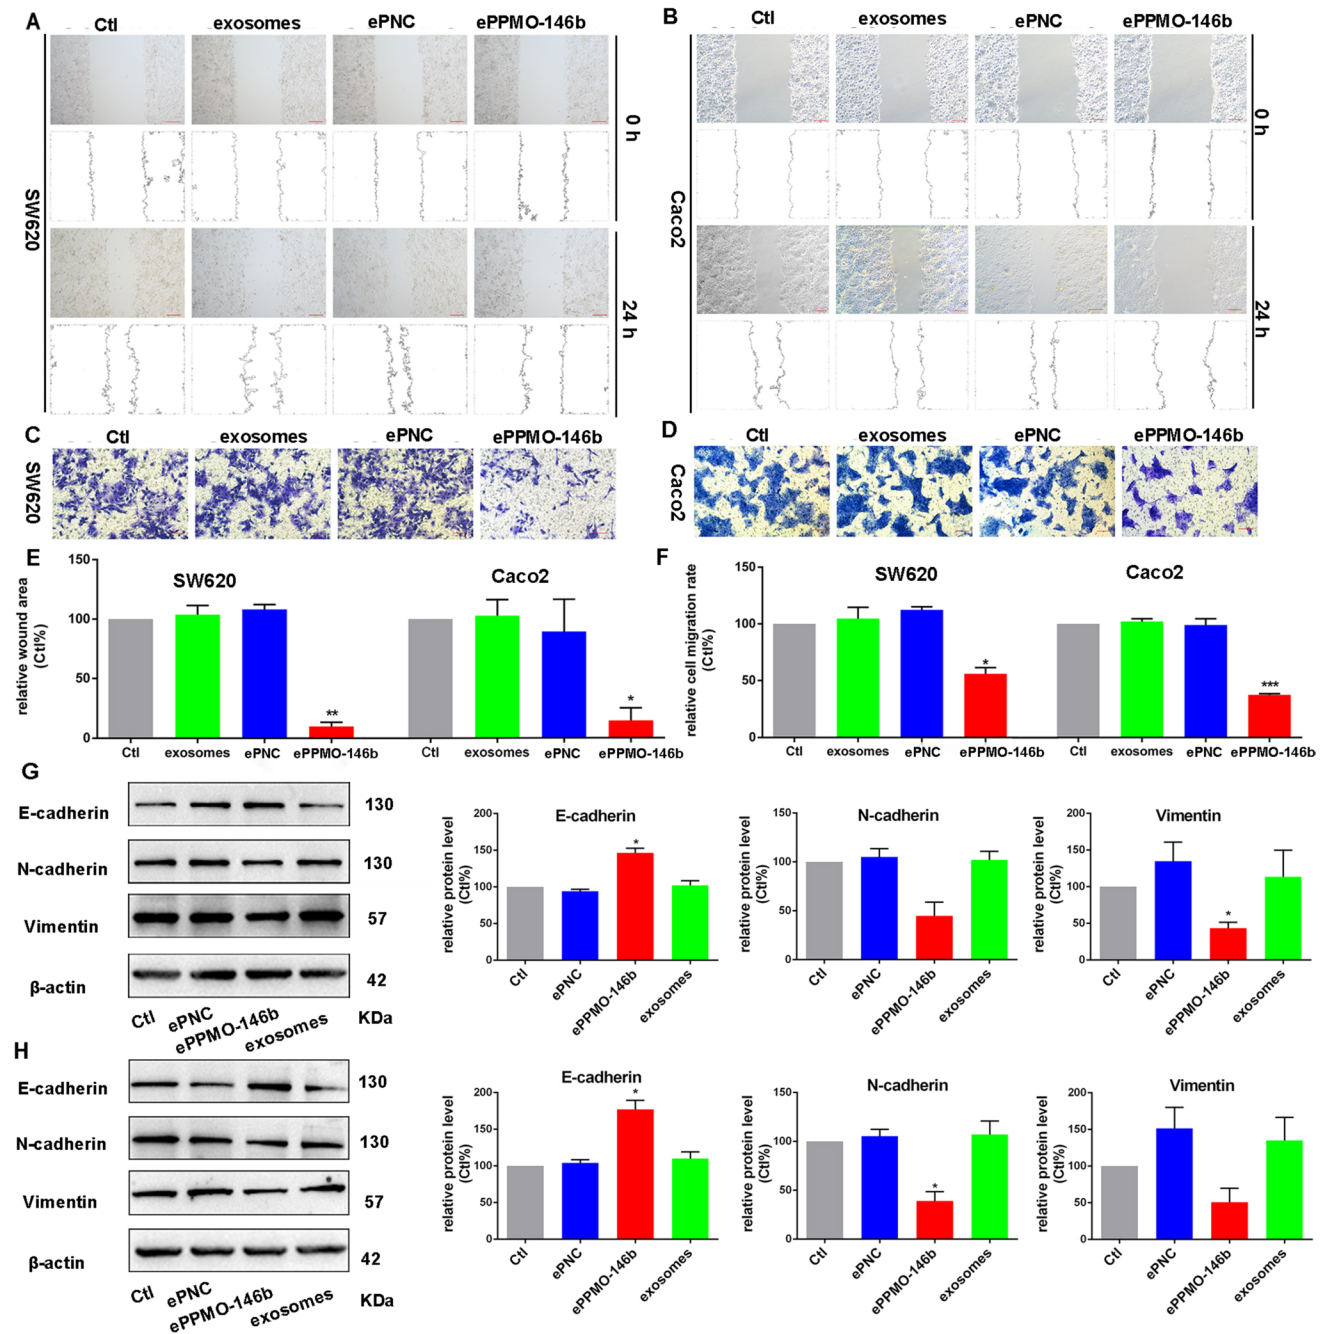 A
Ctl exosomes ePNC ePPMO-146b
SW620
0 h
24 h
B
Ctl exosomes ePNC ePPMO-146b
Caco2
0 h
24 h
C
Ctl exosomes ePNC ePPMO-146b
SW620
D
Ctl exosomes ePNC ePPMO-146b
Caco2
E
relative wound area
(Ctl%)
150
100
50
0
SW620 Caco2
** *
Ctl exosomes ePNC ePPMO-146b Ctl exosomes ePNC ePPMO-146b
F
relative cell migration rate
(Ctl%)
150
100
50
0
SW620 Caco2
* ***
Ctl exosomes ePNC ePPMO-146b Ctl exosomes ePNC ePPMO-146b
G
E-cadherin 130
N-cadherin 130
Vimentin 57
β-actin 42
Ctl ePNC ePPMO-146b exosomes KDa
E-cadherin
relative protein level
(Ctl%)
200
150
100
50
0
*
Ctl ePNC ePPMO-146b exosomes
N-cadherin
relative protein level
(Ctl%)
150
100
50
0
Ctl ePNC ePPMO-146b exosomes
Vimentin
relative protein level
(Ctl%)
200
150
100
50
0
*
Ctl ePNC ePPMO-146b exosomes
H
E-cadherin 130
N-cadherin 130
Vimentin 57
β-actin 42
Ctl ePNC ePPMO-146b exosomes KDa
E-cadherin
relative protein level
(Ctl%)
200
150
100
50
0
*
Ctl ePNC ePPMO-146b exosomes
N-cadherin
relative protein level
(Ctl%)
150
100
50
0
*
Ctl ePNC ePPMO-146b exosomes
Vimentin
relative protein level
(Ctl%)
200
150
100
50
0
Ctl ePNC ePPMO-146b exosomes